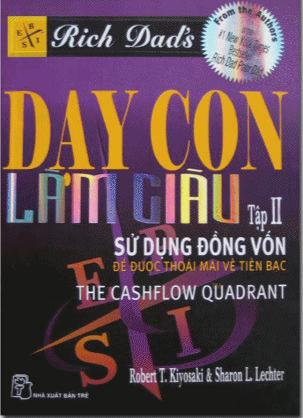 E B
S I
Rich Dad's
From the Authors
#1 New York Times
Bestseller
Rich Dad Poor Dad
DẠY CON
LÀM GIÀU
Tập II
SỬ DỤNG ĐỒNG VỐN
ĐỂ ĐƯỢC THOẢI MÁI VỀ TIỀN BẠC
THE CASHFLOW QUADRANT
E B
S I
Robert T. Kiyosaki & Sharon L. Lechter
NHÀ XUẤT BẢN TRẺ